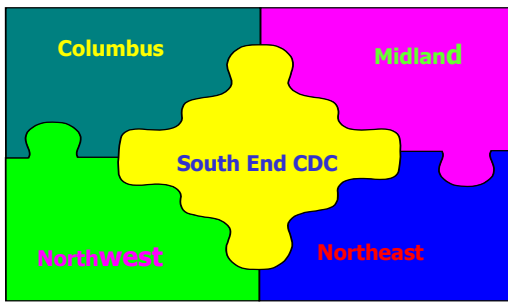 Columbus
Midland
South End CDC
Northwest
Northeast